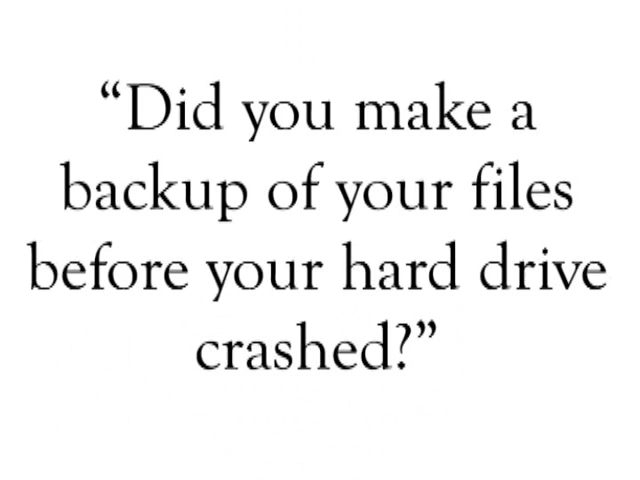 “Did you make a
backup of your files
before your hard drive
crashed?”